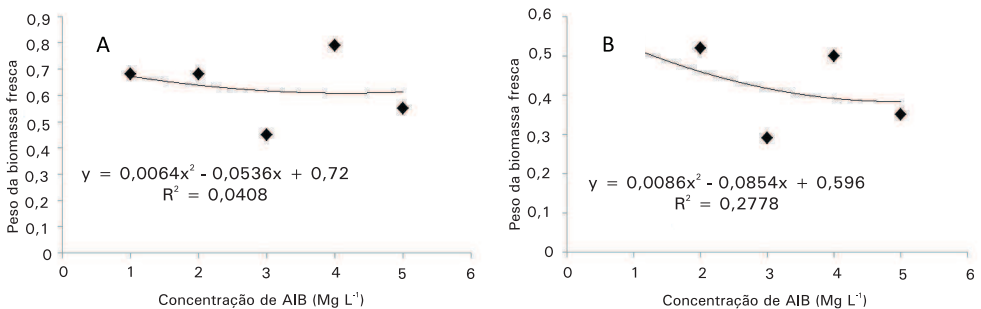 A
Peso da biomassa fresca
0,9
0,8
0,7
0,6
0,5
0,4
0,3
0,2
0,1
0
y = 0,0064x² - 0,0536x + 0,72
R² = 0,0408
0 1 2 3 4 5 6
Concentração de AIB (Mg L⁻¹)
B
Peso da biomassa fresca
0,6
0,5
0,4
0,3
0,2
0,1
0
y = 0,0086x² - 0,0854x + 0,596
R² = 0,2778
0 1 2 3 4 5 6
Concentração de AIB (Mg L⁻¹)